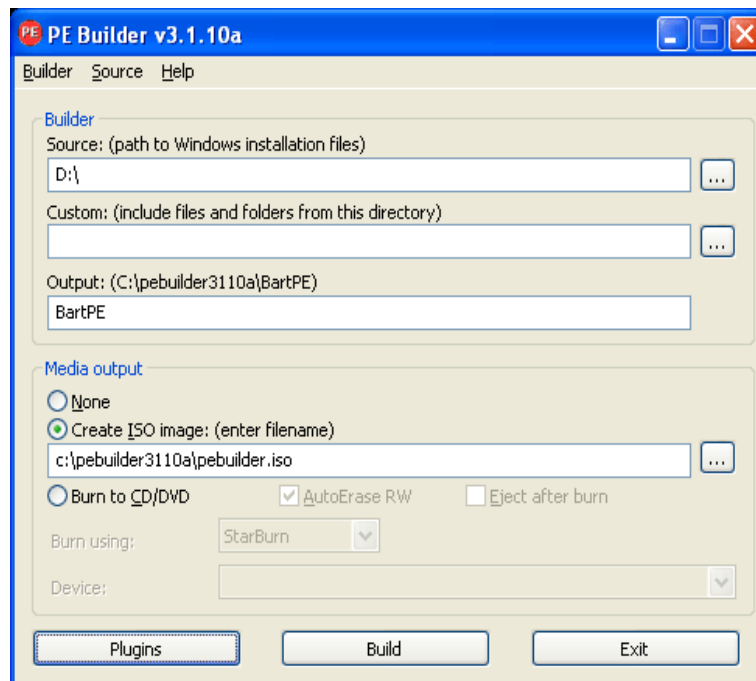 PE PE Builder v3.1.10a
Builder Source Help
Builder
Source: (path to Windows installation files)
D:\
...
Custom: (include files and folders from this directory)
...
Output: (C:\pebuilder3110a\BartPE)
BartPE
Media output
None
Create ISO image: (enter filename)
c:\pebuilder3110a\pebuilder.iso
...
Burn to CD/DVD AutoErase RW Eject after burn
Burn using: StarBurn
Device:
Plugins Build Exit